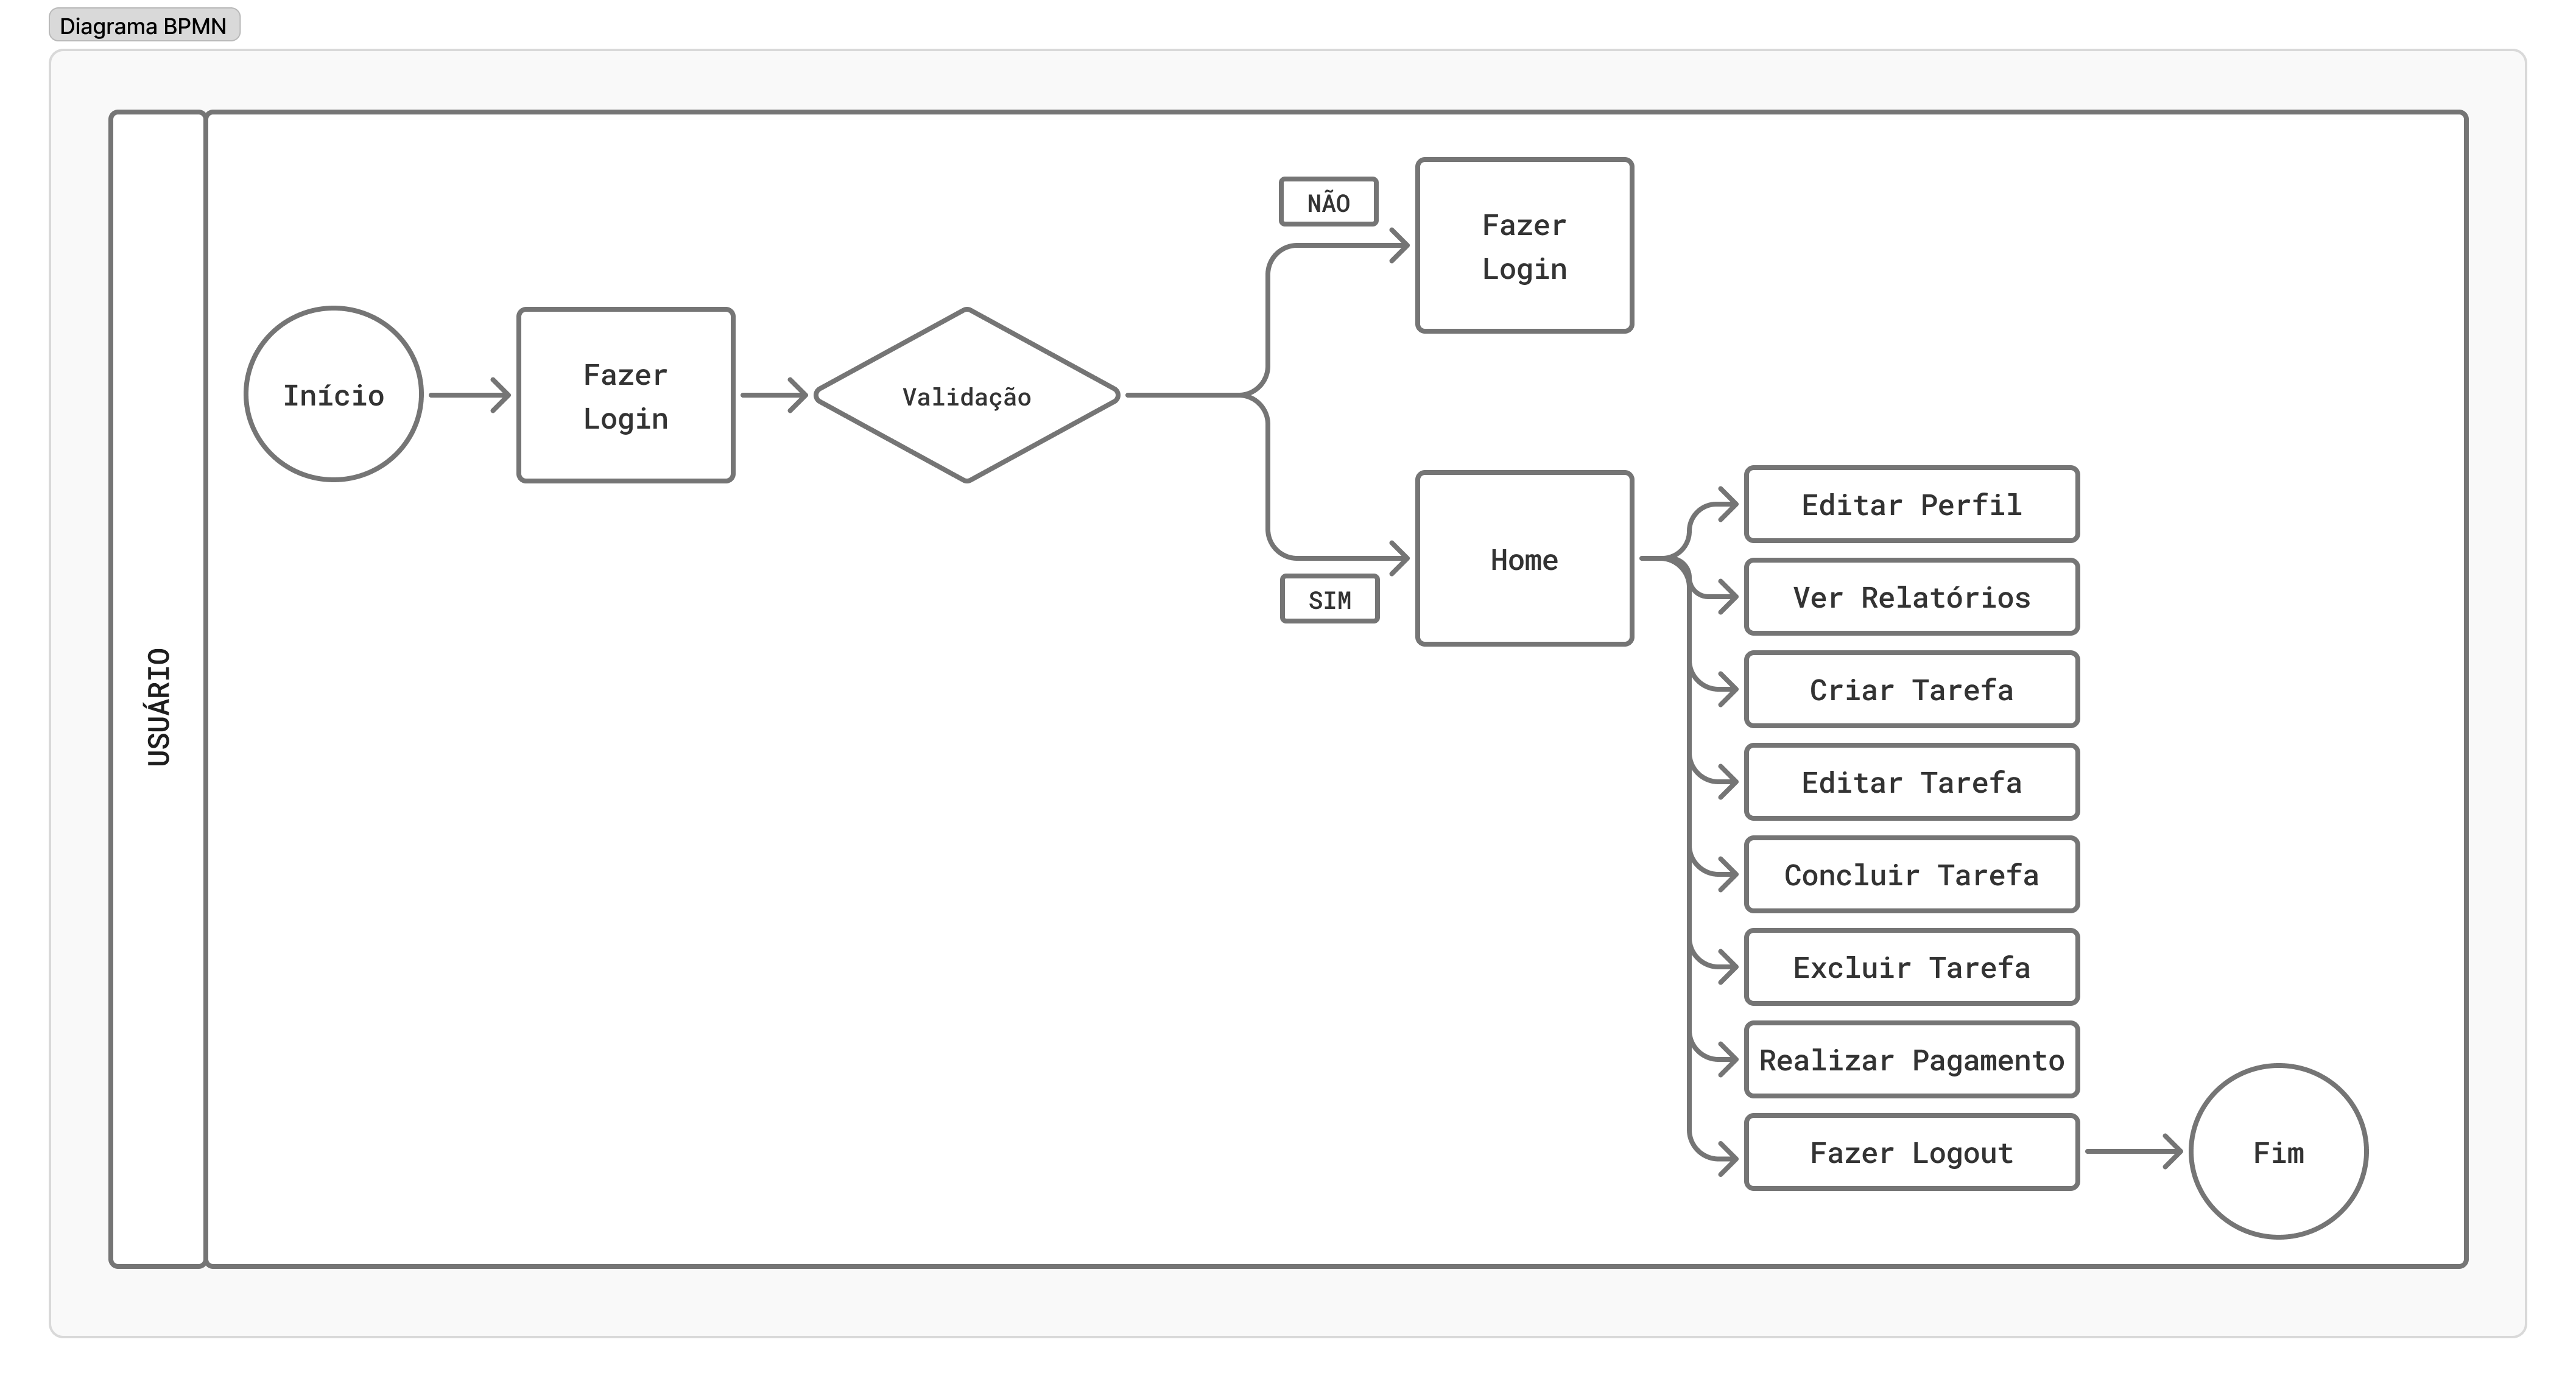 Diagrama BPMN
USUÁRIO
Início
Fazer
Login
Validação
NÃO
Fazer
Login
SIM
Home
Editar Perfil
Ver Relatórios
Criar Tarefa
Editar Tarefa
Concluir Tarefa
Excluir Tarefa
Realizar Pagamento
Fazer Logout
Fim